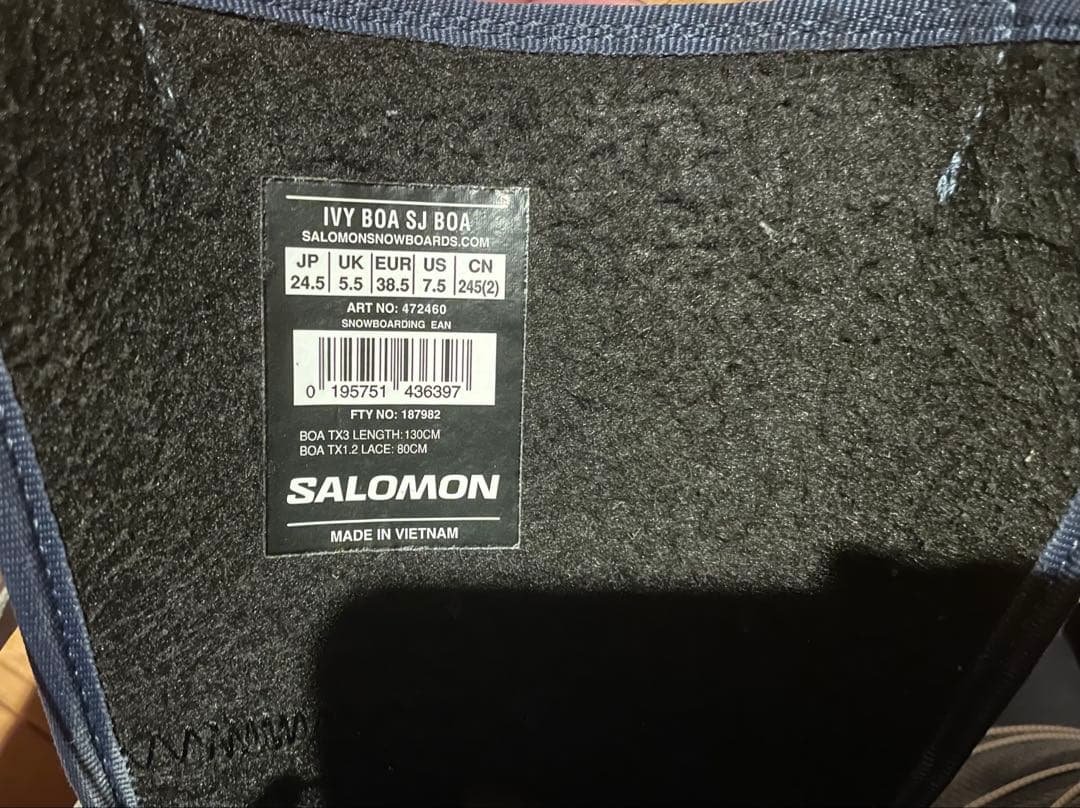 IVY BOA SJ BOA
SALOMONSNOWBOARDS.COM
JP UK EUR US CN
24.5 5.5 38.5 7.5 245(2)
ART NO: 472460
SNOWBOARDING EAN
0 195751 436397
FTY NO: 187982
BOA TX3 LENGTH:130CM
BOA TX1.2 LACE: 80CM
SALOMON
MADE IN VIETNAM